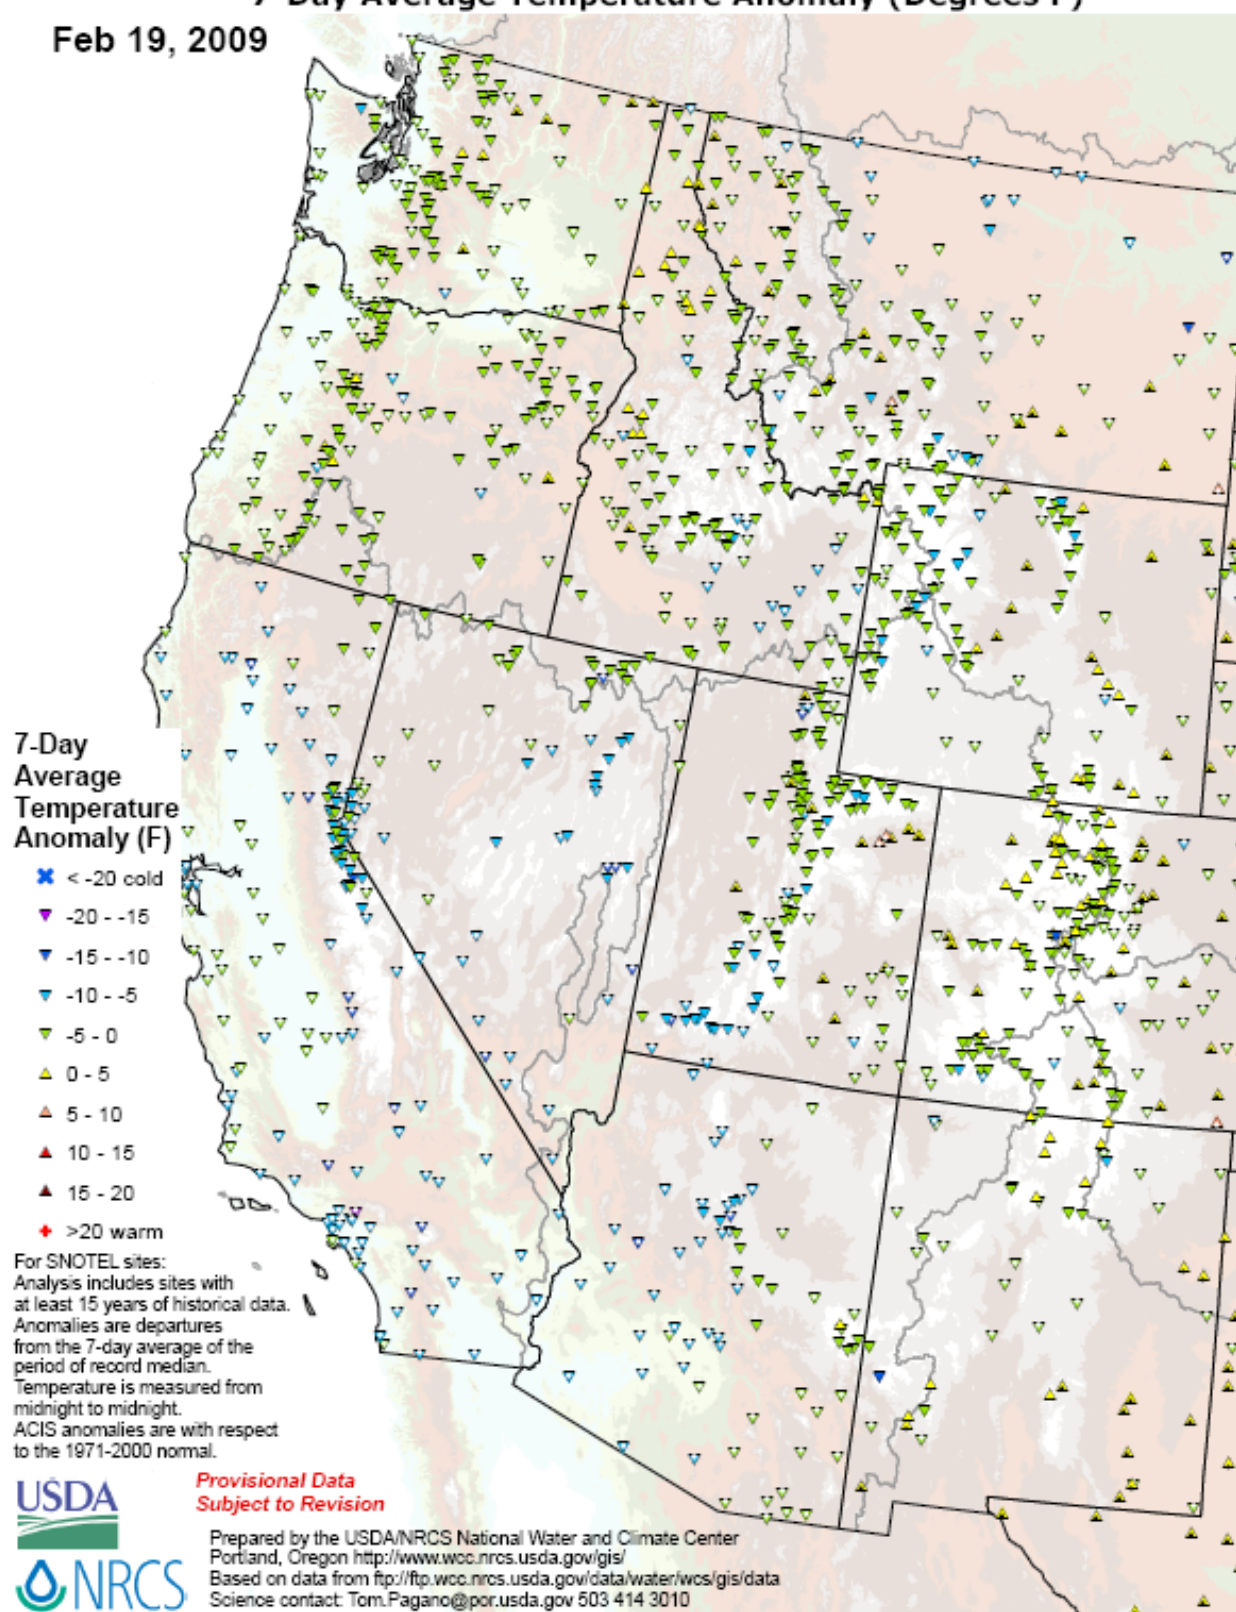 7-Day Average Temperature Anomaly (Degrees F)
Feb 19, 2009
7-Day
Average
Temperature
Anomaly (F)
< -20 cold
-20 - -15
-15 - -10
-10 - -5
-5 - 0
0 - 5
5 - 10
10 - 15
15 - 20
>20 warm
For SNOTEL sites:
Analysis includes sites with
at least 15 years of historical data.
Anomalies are departures
from the 7-day average of the
period of record median.
Temperature is measured from
midnight to midnight.
ACIS anomalies are with respect
to the 1971-2000 normal.
USDA
NRCS
Provisional Data
Subject to Revision
Prepared by the USDA/NRCS National Water and Climate Center
Portland, Oregon http://www.wcc.nrcs.usda.gov/gis/
Based on data from ftp://ftp.wcc.nrcs.usda.gov/data/water/wcs/gis/data
Science contact: Tom.Pagano@por.usda.gov 503 414 3010